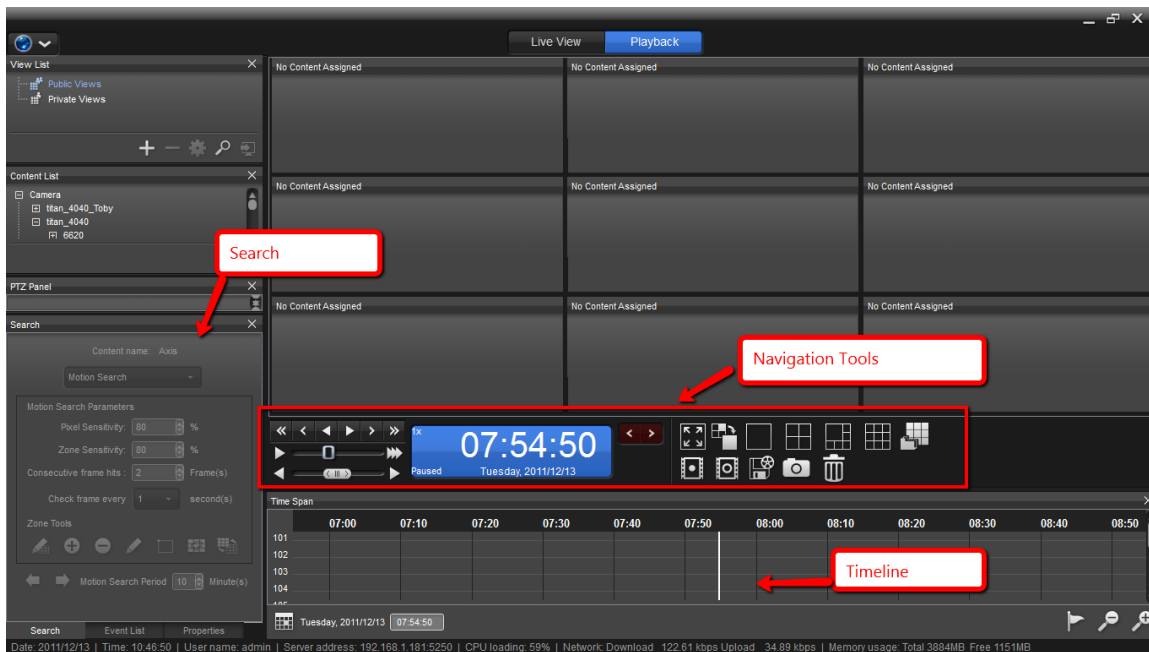 Live View Playback
View List
Public Views
Private Views
Content List
Camera
titan_4040_Toby
titan_4040
6620
PTZ Panel
Search
Content name: Axis
Motion Search
Motion Search Parameters
Pixel Sensitivity: 80 %
Zone Sensitivity: 80 %
Consecutive frame hits : 2 Frame(s)
Check frame every 1 second(s)
Zone Tools
Motion Search Period 10 Minute(s)
Search Event List Properties
No Content Assigned No Content Assigned No Content Assigned
No Content Assigned No Content Assigned No Content Assigned
No Content Assigned No Content Assigned No Content Assigned
Search
Navigation Tools
1x
07:54:50
Paused Tuesday, 2011/12/13
Time Span
07:00 07:10 07:20 07:30 07:40 07:50 08:00 08:10 08:20 08:30 08:40 08:50
101
102
103
104
Timeline
Tuesday, 2011/12/13 07:54:50
Date: 2011/12/13 | Time: 10:46:50 | User name: admin | Server address: 192.168.1.181:5250 | CPU loading: 59% | Network: Download 122.61 kbps Upload 34.89 kbps | Memory usage: Total 3884MB Free 1151MB